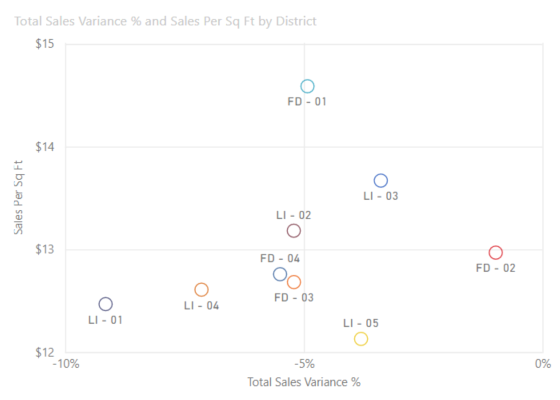 Total Sales Variance % and Sales Per Sq Ft by District
$15
FD - 01
$14
LI - 03
Sales Per Sq Ft
LI - 02
$13
FD - 04
FD - 02
FD - 03
LI - 04
LI - 01
LI - 05
$12
-10%
-5%
0%
Total Sales Variance %